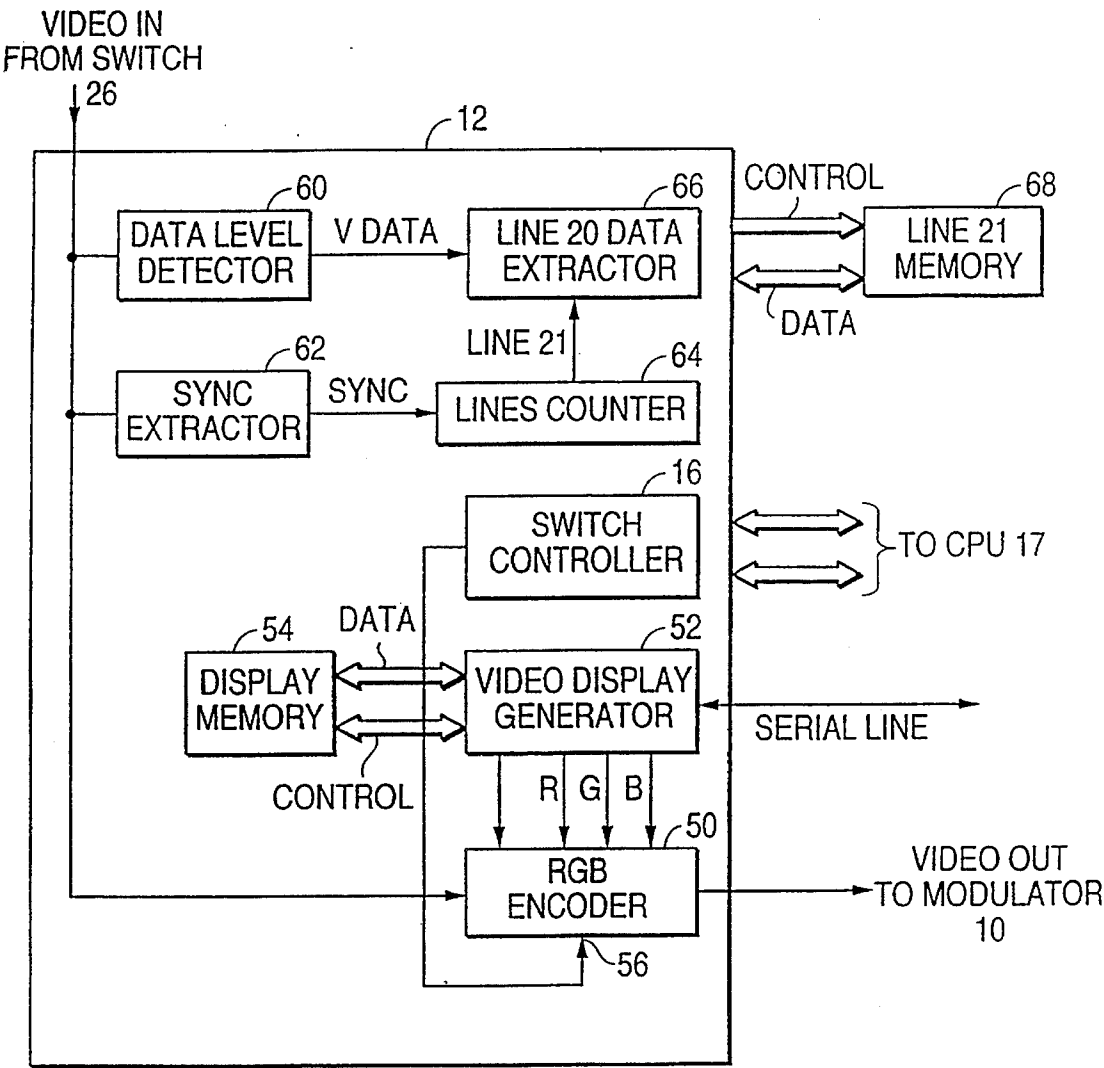 VIDEO IN
FROM SWITCH
26
12
60
DATA LEVEL
DETECTOR
V DATA
66
LINE 20 DATA
EXTRACTOR
CONTROL
68
LINE 21
MEMORY
DATA
LINE 21
62
SYNC
EXTRACTOR
SYNC
64
LINES COUNTER
16
SWITCH
CONTROLLER
TO CPU 17
54
DISPLAY
MEMORY
DATA
CONTROL
52
VIDEO DISPLAY
GENERATOR
SERIAL LINE
R G B
50
RGB
ENCODER
56
VIDEO OUT
TO MODULATOR
10